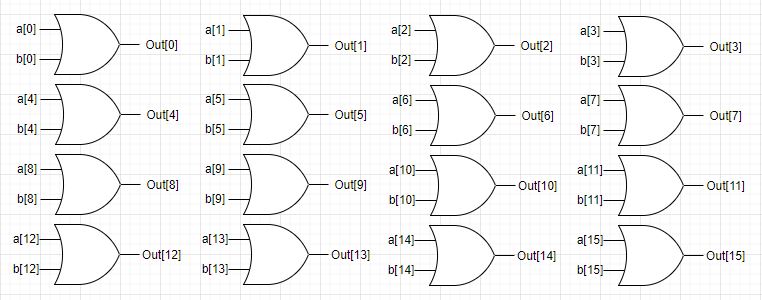 a[0] Out[0] a[1] Out[1] a[2] Out[2] a[3] Out[3]
b[0] b[1] b[2] b[3]
a[4] Out[4] a[5] Out[5] a[6] Out[6] a[7] Out[7]
b[4] b[5] b[6] b[7]
a[8] Out[8] a[9] Out[9] a[10] Out[10] a[11] Out[11]
b[8] b[9] b[10] b[11]
a[12] Out[12] a[13] Out[13] a[14] Out[14] a[15] Out[15]
b[12] b[13] b[14] b[15]